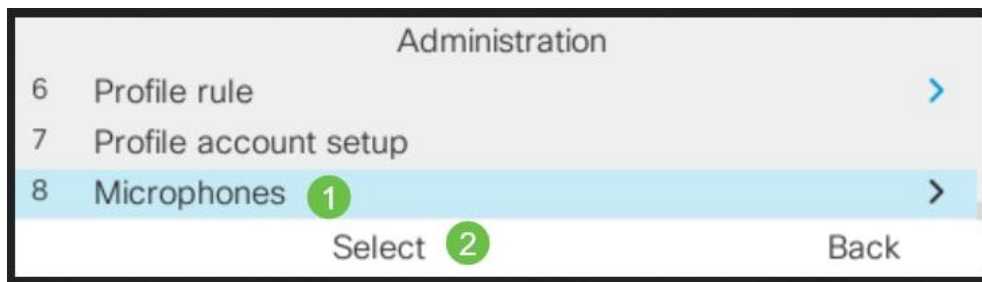 Administration
6 Profile rule
7 Profile account setup
8 Microphones 1
Select 2 Back